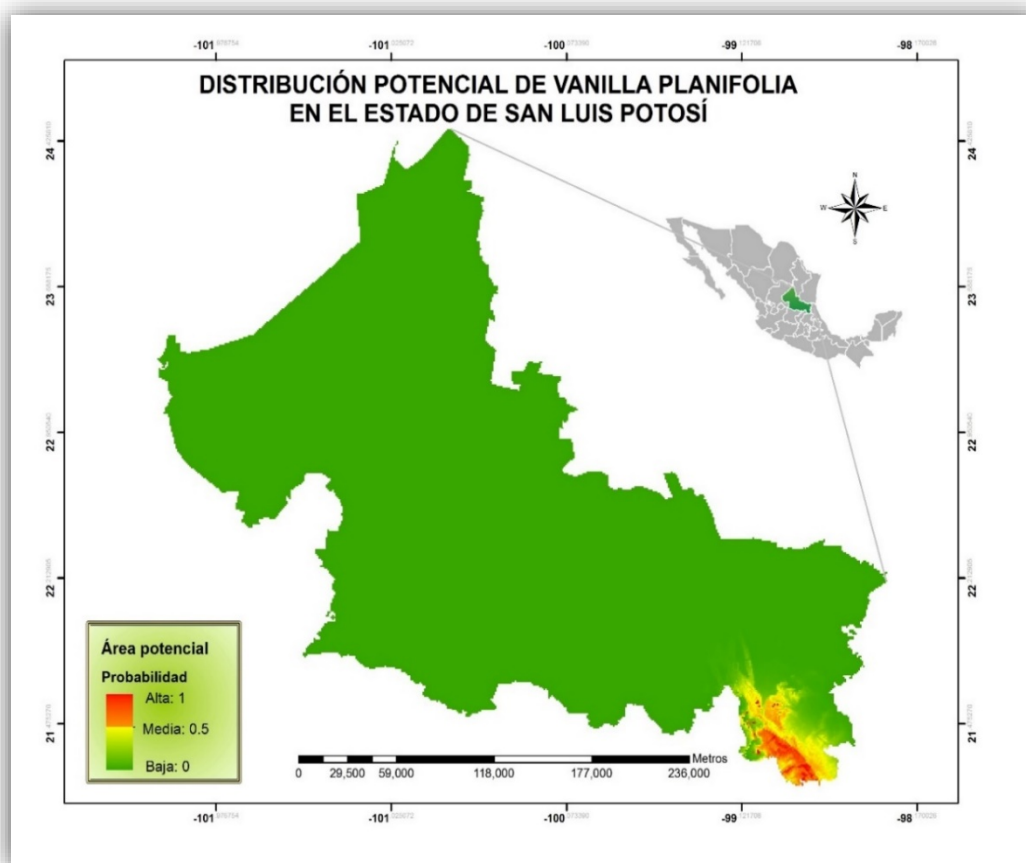 -101 -101 -100 -99 -98
DISTRIBUCIÓN POTENCIAL DE VANILLA PLANIFOLIA
EN EL ESTADO DE SAN LUIS POTOSÍ
24 24
N
W E
S
23 23
22 22
22 22
Área potencial
Probabilidad
Alta: 1
Media: 0.5
Baja: 0
21 21
Metros
0 29,500 59,000 118,000 177,000 236,000
-101 -101 -100 -99 -98